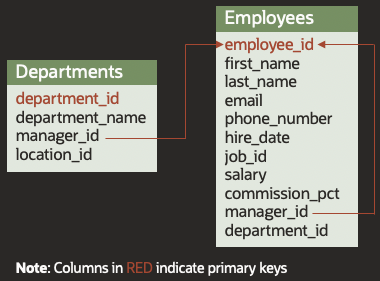 Departments
department_id
department_name
manager_id
location_id
Employees
employee_id
first_name
last_name
email
phone_number
hire_date
job_id
salary
commission_pct
manager_id
department_id
Note: Columns in RED indicate primary keys